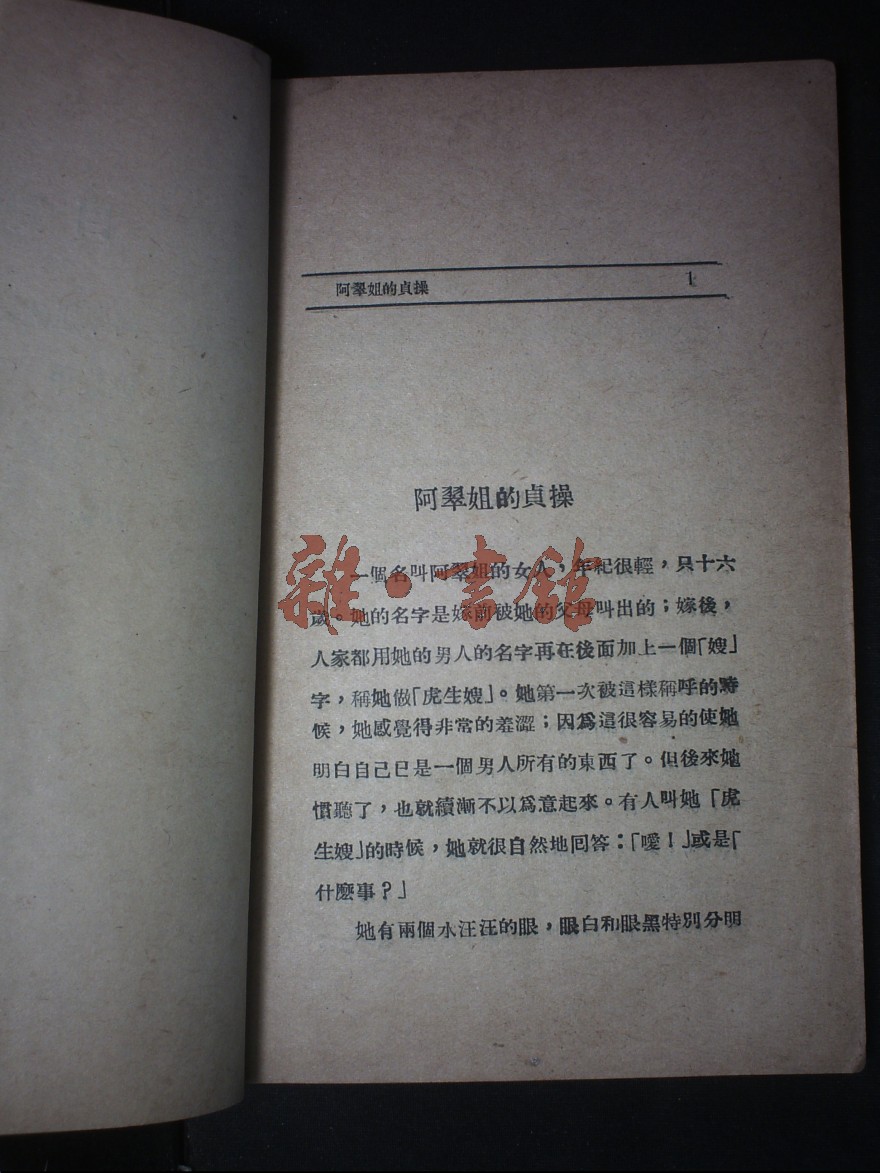 阿翠姐的貞操 1
阿翠姐的貞操
一個名叫阿翠姐的女人，年紀很輕，只十六
歲。她的名字是嫁前被她的父母叫出的；嫁後，
人家都用她的男人的名字再在後面加上一個「嫂」
字，稱她做「虎生嫂」。她第一次被這樣稱呼的時
候，她感覺得非常的羞澀；因爲這很容易的使她
明白自己已是一個男人所有的東西了。但後來她
慣聽了，也就續漸不以爲意起來。有人叫她「虎
生嫂」的時候，她就很自然地回答：「噯！」或是「
什麼事？」
她有兩個水汪汪的眼，眼白和眼黑特別分明
雜·書館